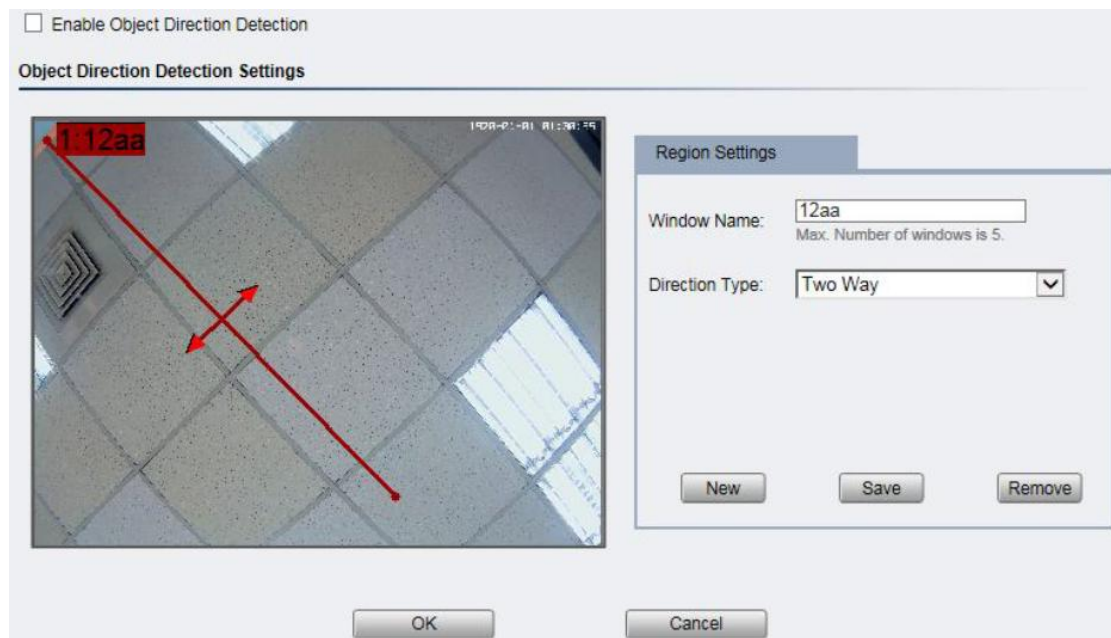 Enable Object Direction Detection
Object Direction Detection Settings
1:12aa
Region Settings
Window Name:
12aa
Max. Number of windows is 5.
Direction Type:
Two Way
New
Save
Remove
OK
Cancel